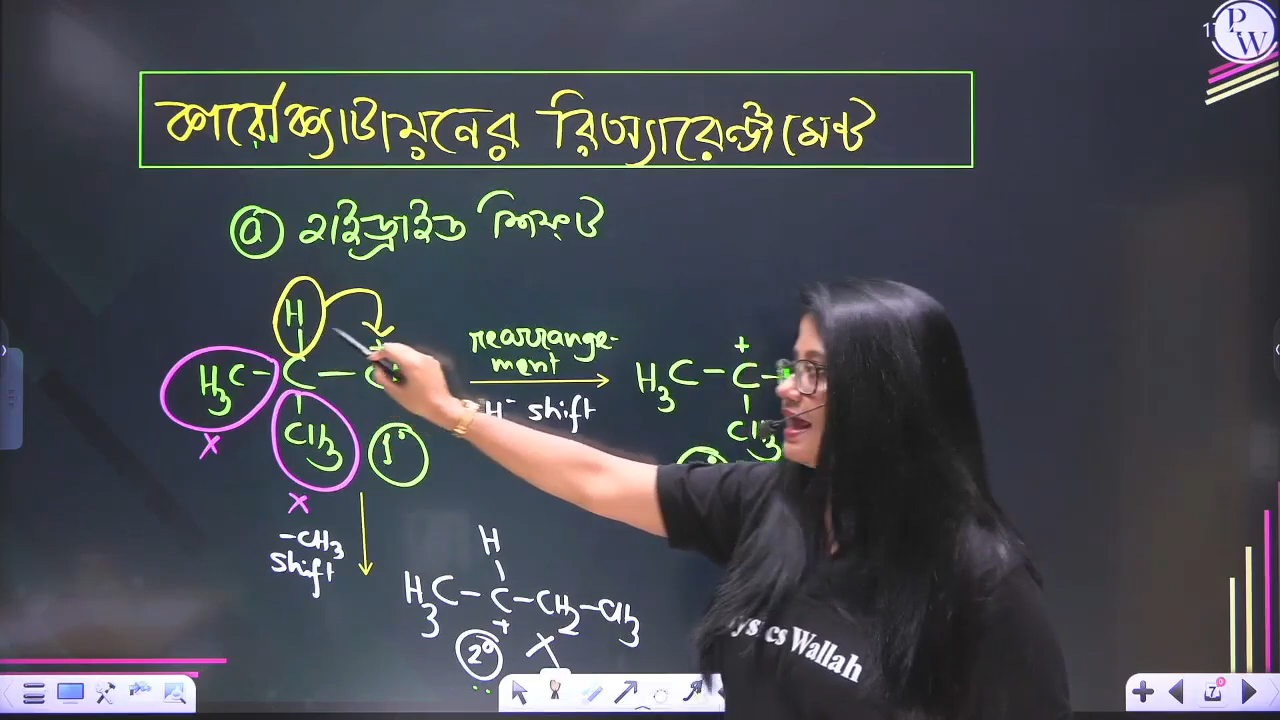 PW
কার্বোক্যাটায়নের রিঅ্যারেন্জমেন্ট
(a) হাইড্রাইড শিফ্ট
H
H₃C – C – C
+
CH₃
1°
x
x
rearrange-
ment
H⁻ shift
+
H₃C – C –
CH₃
-CH₃
shift
H
H₃C – C – CH₂ – CH₃
+
2°
x
Physics Wallah
7